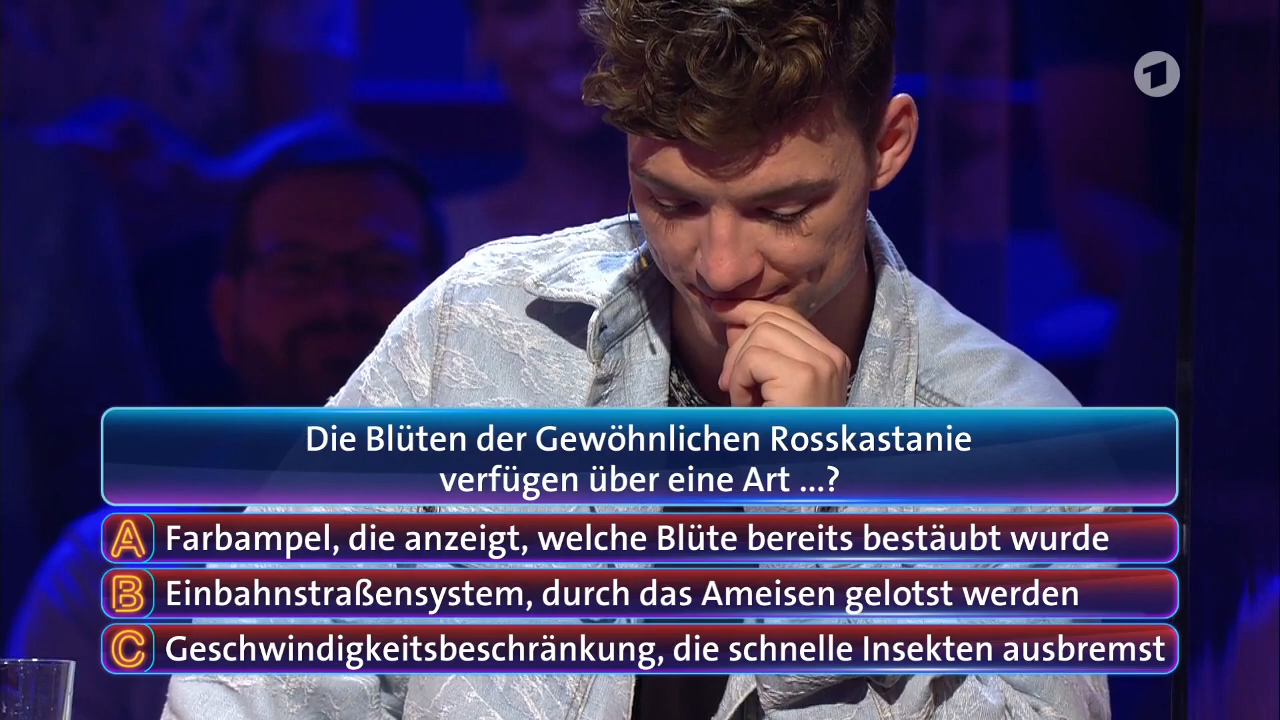 1
Die Blüten der Gewöhnlichen Rosskastanie
verfügen über eine Art ...?
A Farbampel, die anzeigt, welche Blüte bereits bestäubt wurde
B Einbahnstraßensystem, durch das Ameisen gelotst werden
C Geschwindigkeitsbeschränkung, die schnelle Insekten ausbremst